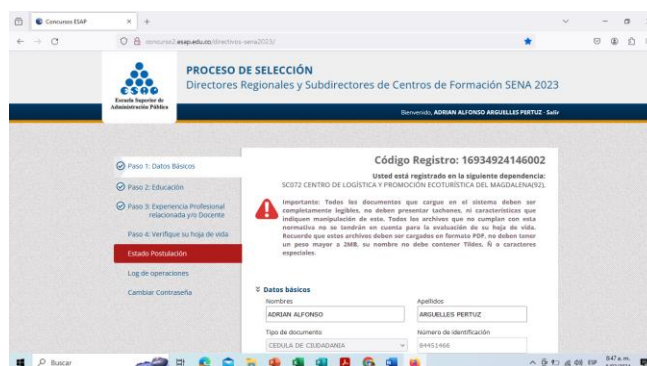 Concursos ESAP
concurso2.esap.edu.co/directivos-sena2023/
esap
Escuela Superior de
Administración Pública
PROCESO DE SELECCIÓN
Directores Regionales y Subdirectores de Centros de Formación SENA 2023
Bienvenido, ADRIAN ALFONSO ARGUELLES PERTUZ - Salir
Paso 1: Datos Básicos
Paso 2: Educación
Paso 3: Experiencia Profesional
relacionada y/o Docente
Paso 4: Verifique su hoja de vida
Estado Postulación
Log de operaciones
Cambiar Contraseña
Código Registro: 16934924146002
Usted está registrado en la siguiente dependencia:
SC072 CENTRO DE LOGÍSTICA Y PROMOCIÓN ECOTURÍSTICA DEL MAGDALENA(92).
Importante: Todos los documentos que cargue en el sistema deben ser
completamente legibles, no deben presentar tachones, ni características que
indiquen manipulación de este. Todos los archivos que no cumplan con esta
normativa no se tendrán en cuenta para la evaluación de su hoja de vida.
Recuerde que estos archivos deben ser cargados en formato PDF, no deben tener
un peso mayor a 2MB, su nombre no debe contener Tildes, Ñ o caracteres
especiales.
Datos básicos
Nombres
Apellidos
ADRIAN ALFONSO
ARGUELLES PERTUZ
Tipo de documento
Número de identificación
CEDULA DE CIUDADANIA
84451466
Buscar
ESP
8:47 a. m.